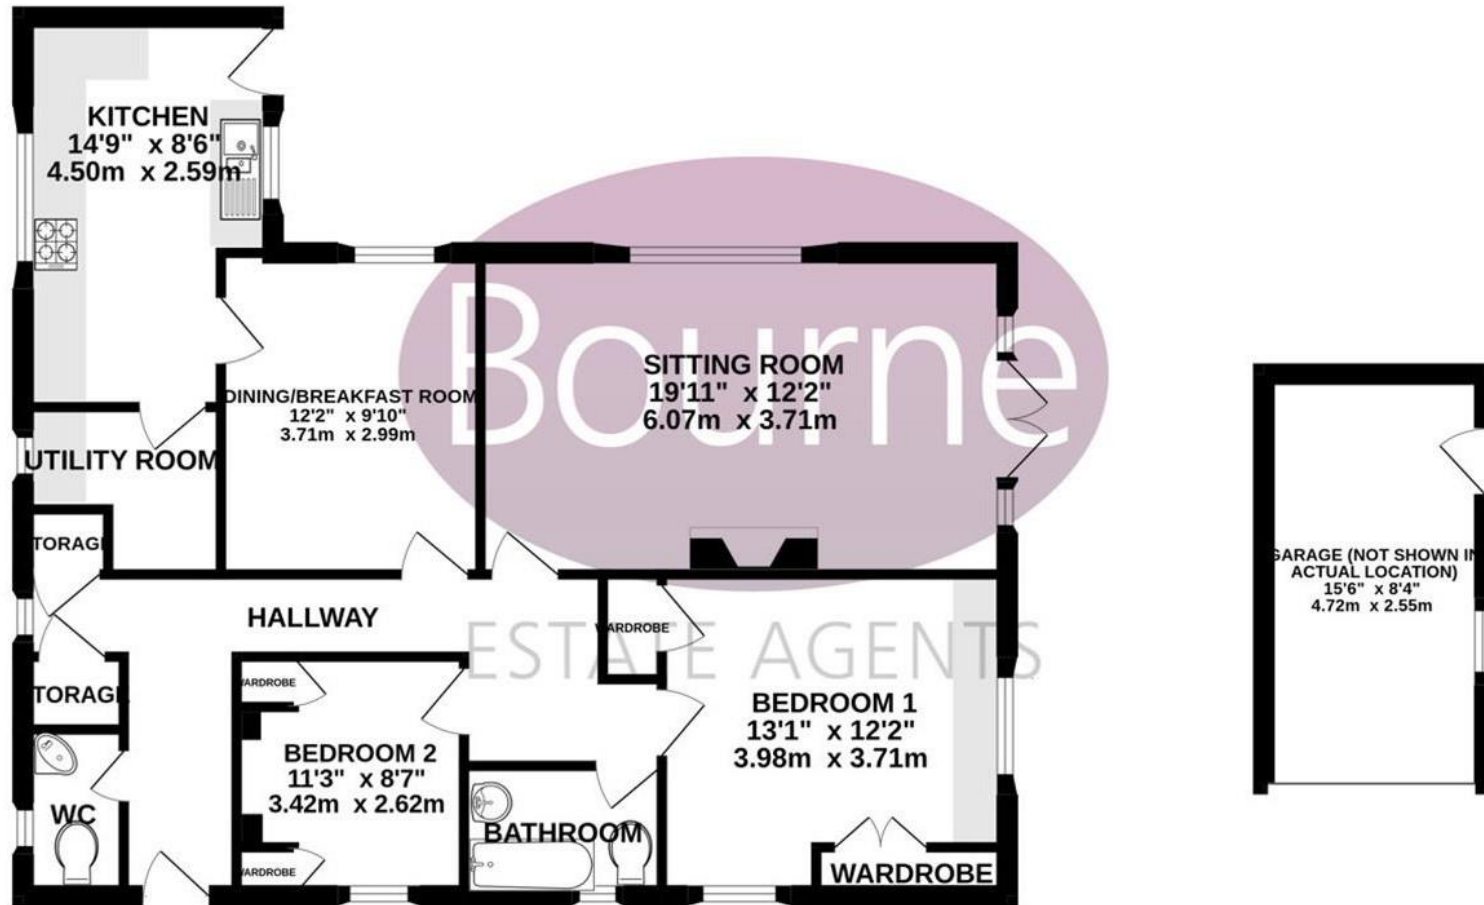 KITCHEN
14'9" x 8'6"
4.50m x 2.59m
Bourne
ESTATE AGENTS
DINING/BREAKFAST ROOM
12'2" x 9'10"
3.71m x 2.99m
SITTING ROOM
19'11" x 12'2"
6.07m x 3.71m
UTILITY ROOM
TORAGE
HALLWAY
WARDROBE
TORAGE
WARDROBE
BEDROOM 2
11'3" x 8'7"
3.42m x 2.62m
WARDROBE
BEDROOM 1
13'1" x 12'2"
3.98m x 3.71m
WARDROBE
WC
BATHROOM
GARAGE (NOT SHOWN IN
ACTUAL LOCATION)
15'6" x 8'4"
4.72m x 2.55m